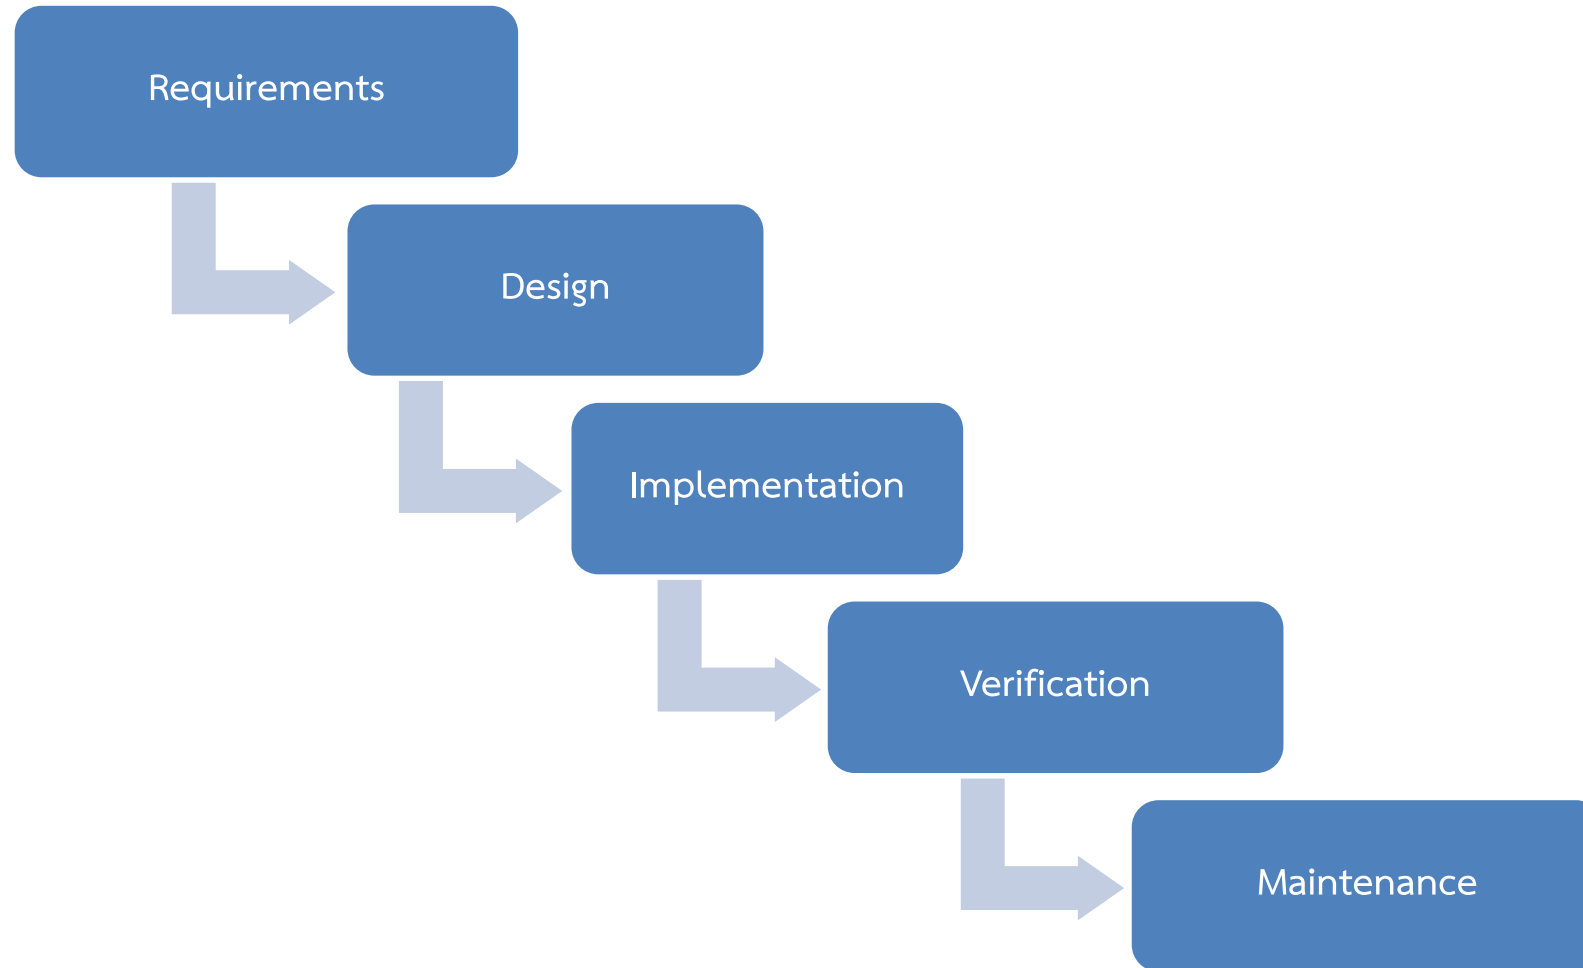 Requirements
Design
Implementation
Verification
Maintenance